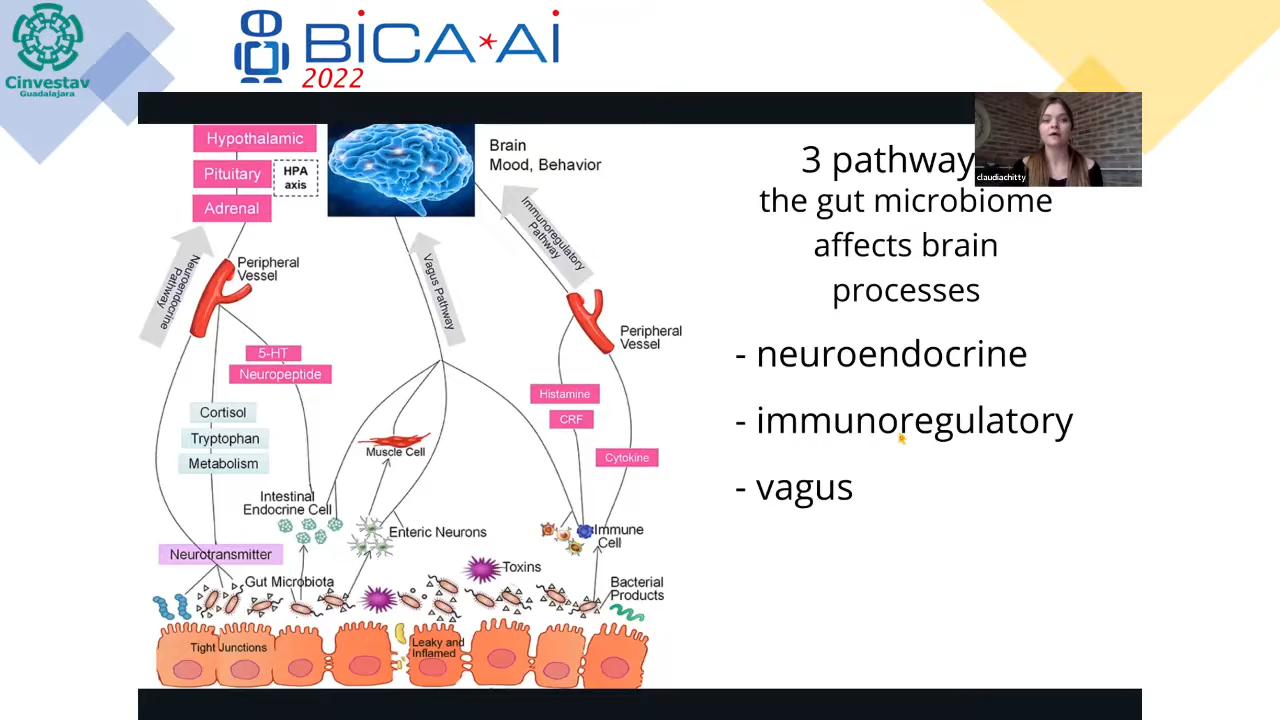 Cinvestav
Guadalajara
BiCA*Ai
2022
Hypothalamic
Pituitary
Adrenal
HPA
axis
Brain
Mood, Behavior
Neuroendocrine
Pathway
Peripheral
Vessel
Vagus Pathway
Immunoregulatory
Pathway
Peripheral
Vessel
5-HT
Neuropeptide
Cortisol
Tryptophan
Metabolism
Histamine
CRF
Cytokine
Muscle Cell
Intestinal
Endocrine Cell
Enteric Neurons
Immune
Cell
Neurotransmitter
Gut Microbiota
Toxins
Bacterial
Products
Tight Junctions
Leaky and
Inflamed
3 pathway
the gut microbiome
affects brain
processes
- neuroendocrine
- immunoregulatory
- vagus
claudiachitty